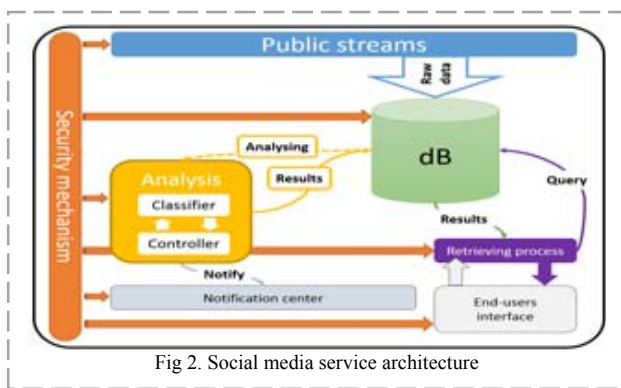 Public streams
Raw
data
Security mechanism
dB
Analysing
Results
Analysis
Classifier
Controller
Query
Results
Retrieving process
Notify
Notification center
End-users
interface
Fig 2. Social media service architecture